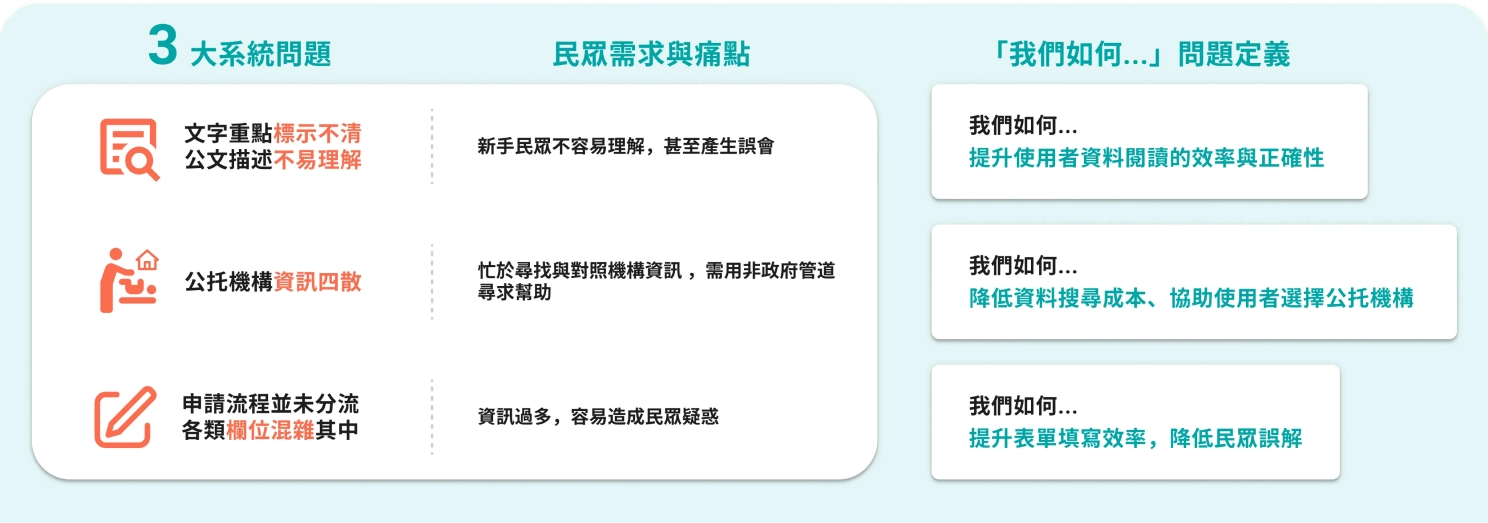 3 大系統問題
民眾需求與痛點
「我們如何...」問題定義
文字重點標示不清
公文描述不易理解
新手民眾不容易理解，甚至產生誤會
我們如何...
提升使用者資料閱讀的效率與正確性
公托機構資訊四散
忙於尋找與對照機構資訊 ，需用非政府管道
尋求幫助
我們如何...
降低資料搜尋成本、協助使用者選擇公托機構
申請流程並未分流
各類欄位混雜其中
資訊過多，容易造成民眾疑惑
我們如何...
提升表單填寫效率，降低民眾誤解